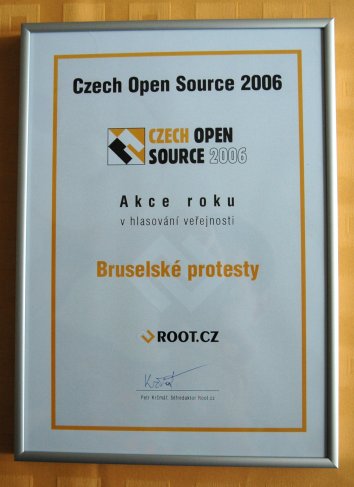 Czech Open Source 2006
CZECH OPEN
SOURCE 2006
Akce roku
v hlasování veřejnosti
Bruselské protesty
ROOT.CZ
Petr Krčmář, šéfredaktor Root.cz